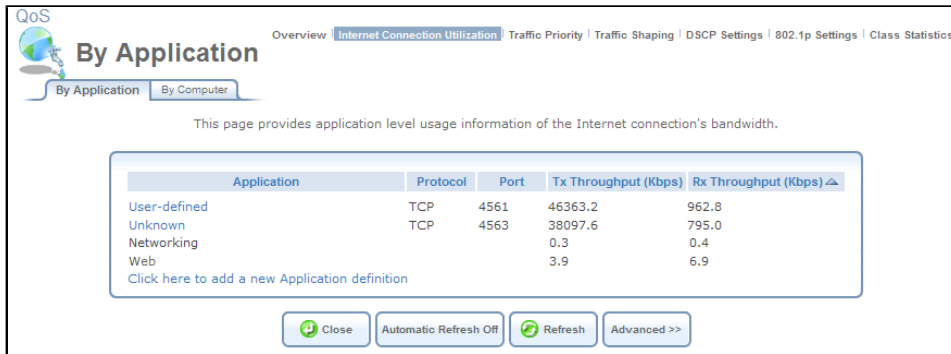 QoS
By Application
Overview | Internet Connection Utilization | Traffic Priority | Traffic Shaping | DSCP Settings | 802.1p Settings | Class Statistics
By Application By Computer
This page provides application level usage information of the Internet connection's bandwidth.
Application Protocol Port Tx Throughput (Kbps) Rx Throughput (Kbps)
User-defined TCP 4561 46363.2 962.8
Unknown TCP 4563 38097.6 795.0
Networking 0.3 0.4
Web 3.9 6.9
Click here to add a new Application definition
Close Automatic Refresh Off Refresh Advanced >>